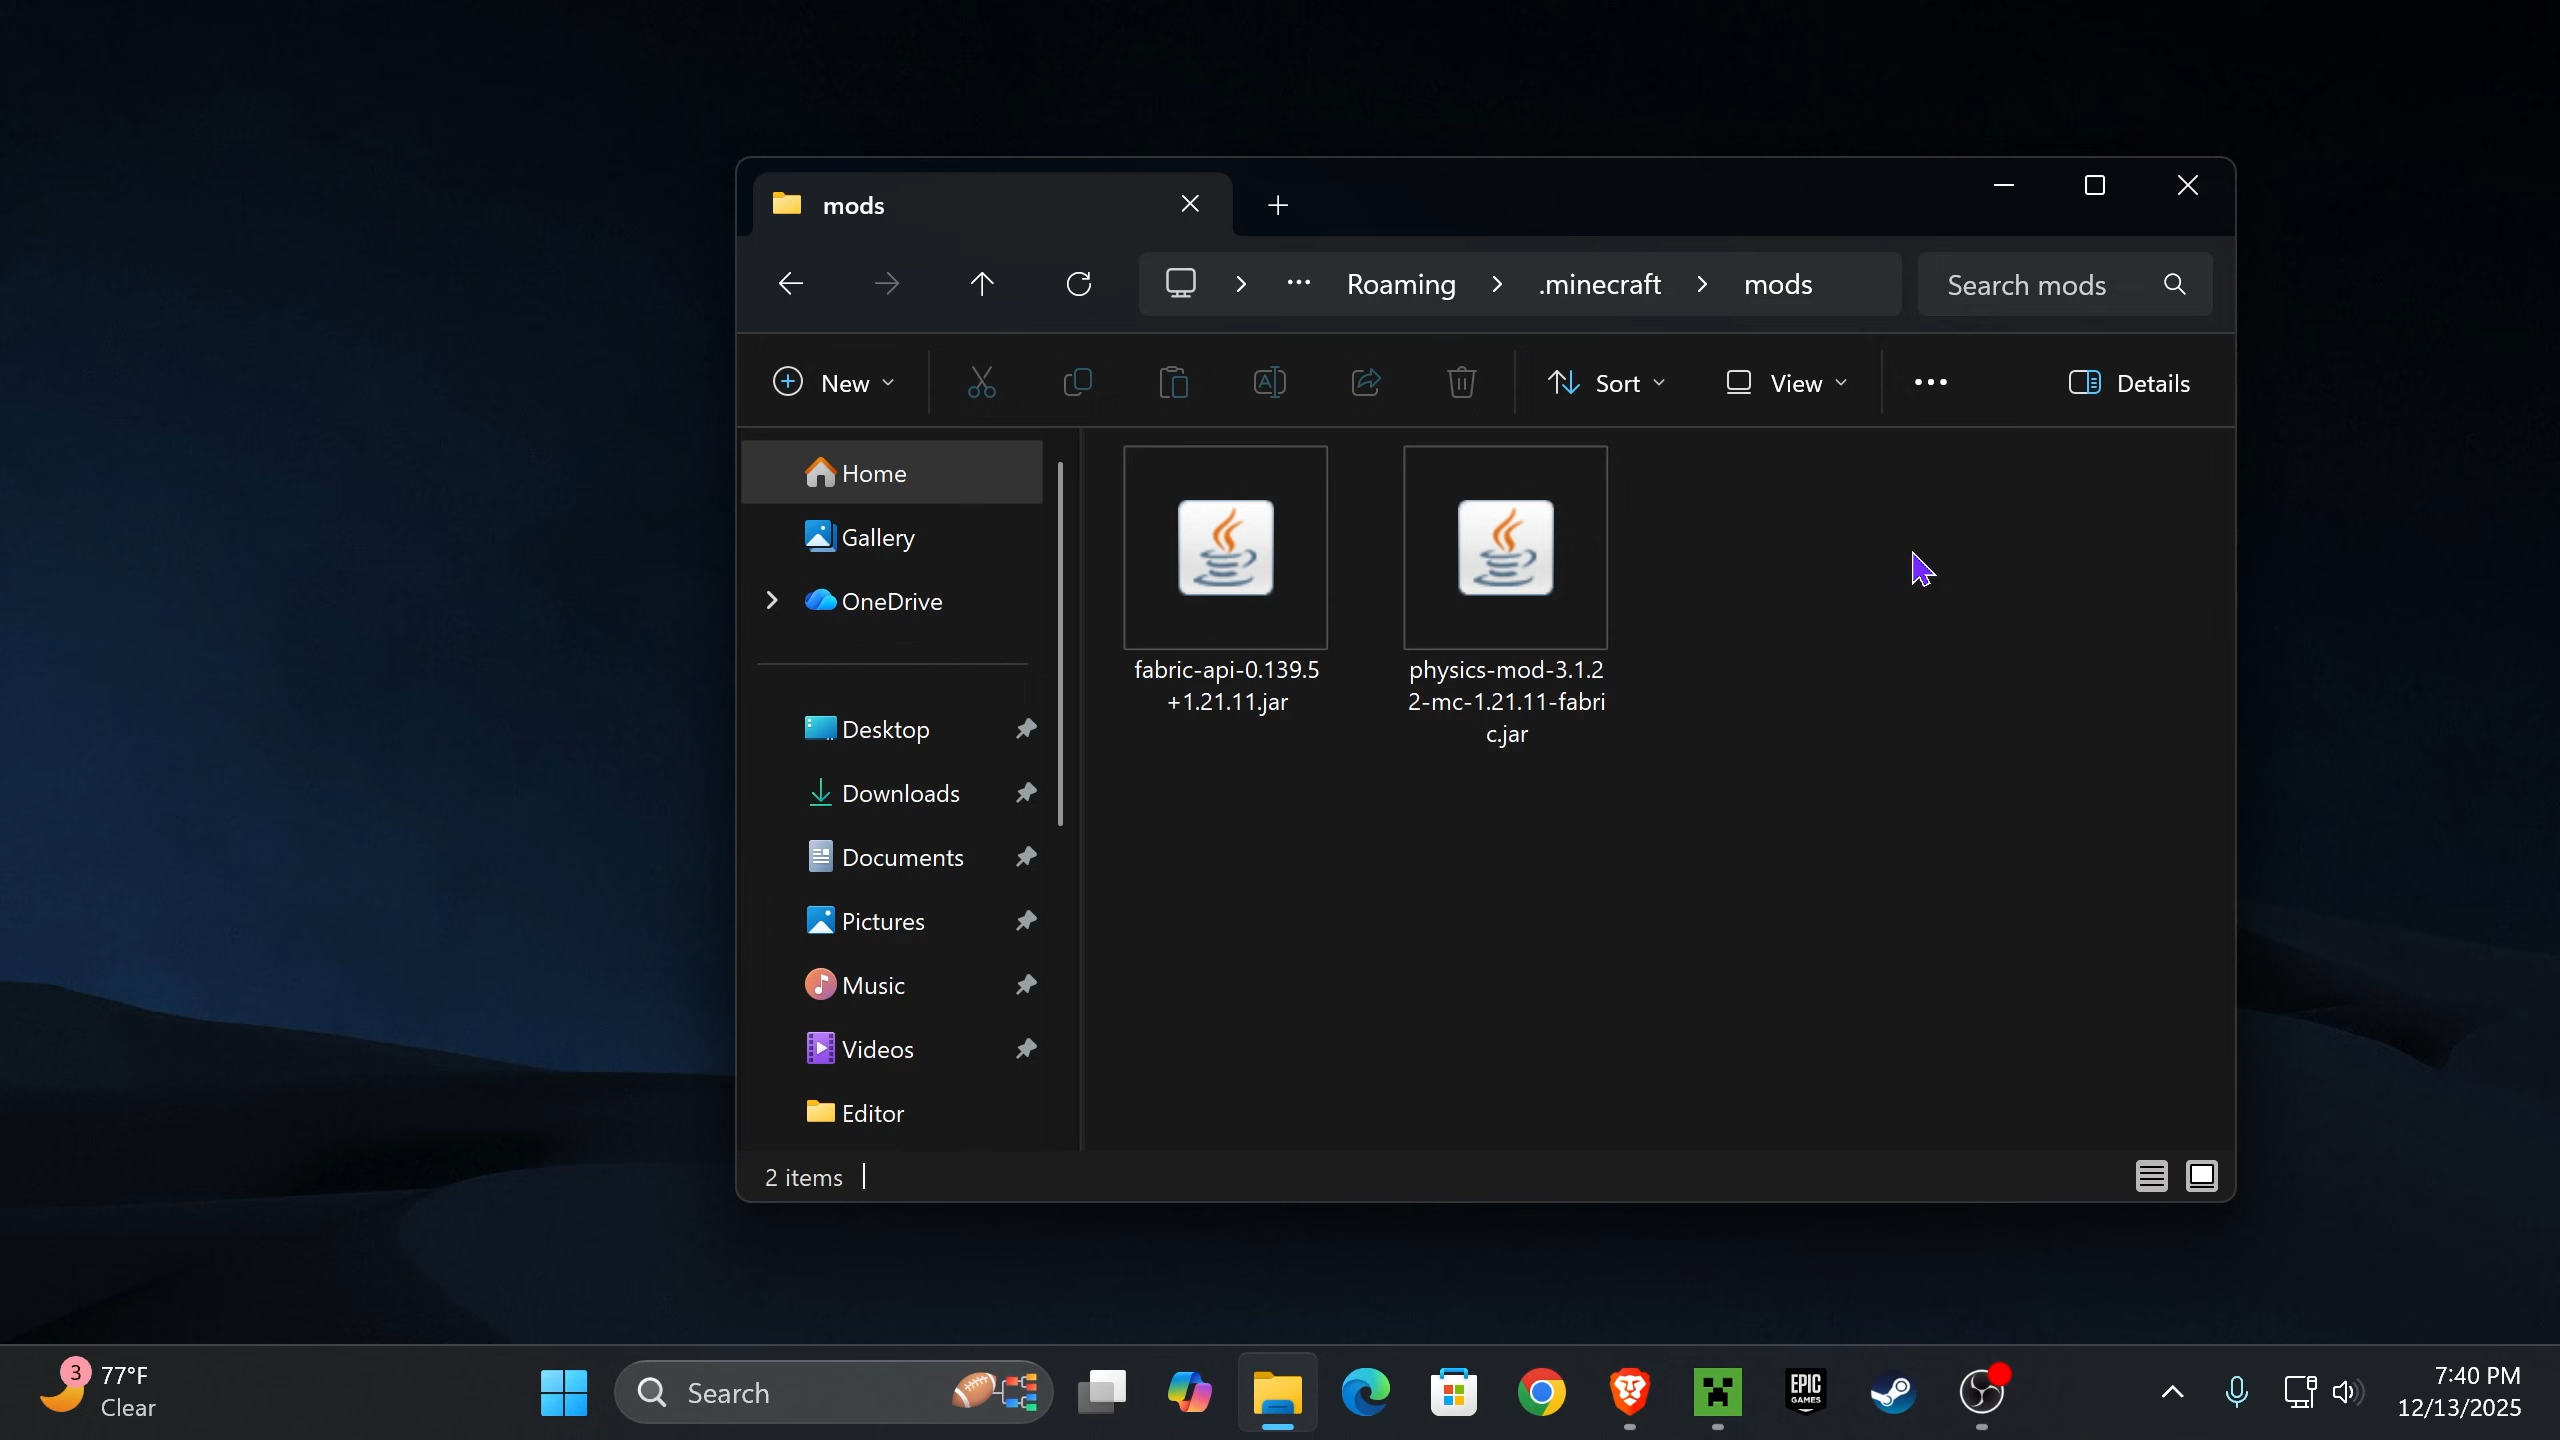 mods
Roaming
.minecraft
mods
Search mods
New
Sort
View
Details
Home
Gallery
OneDrive
Desktop
Downloads
Documents
Pictures
Music
Videos
Editor
fabric-api-0.139.5
+1.21.11.jar
physics-mod-3.1.2
2-mc-1.21.11-fabri
c.jar
2 items
3
77°F
Clear
Search
EPIC
GAMES
7:40 PM
12/13/2025